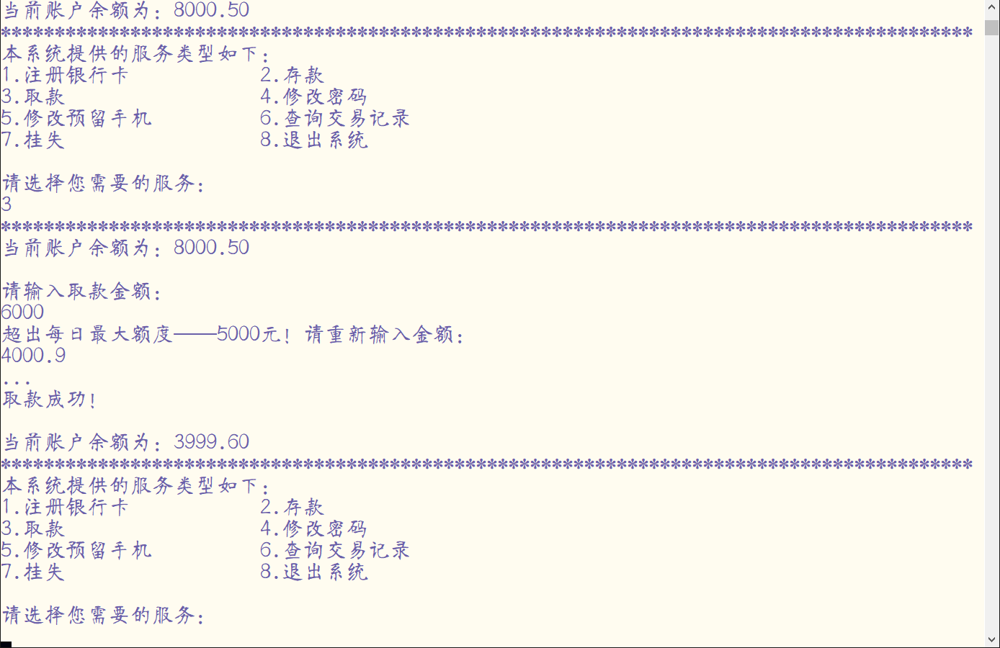 当前账户余额为：8000.50
******************************************************************************************
本系统提供的服务类型如下：
1.注册银行卡 2.存款
3.取款 4.修改密码
5.修改预留手机 6.查询交易记录
7.挂失 8.退出系统
请选择您需要的服务：
3
******************************************************************************************
当前账户余额为：8000.50
请输入取款金额：
6000
超出每日最大额度——5000元！请重新输入金额：
4000.9
...
取款成功！
当前账户余额为：3999.60
******************************************************************************************
本系统提供的服务类型如下：
1.注册银行卡 2.存款
3.取款 4.修改密码
5.修改预留手机 6.查询交易记录
7.挂失 8.退出系统
请选择您需要的服务：